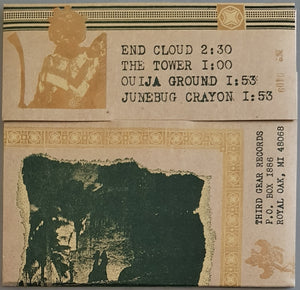 END CLOUD 2:30
THE TOWER 1:00
OUIJA GROUND 1:53
JUNEBUG CRAYON 1:53
THIRD GEAR RECORDS
P.O. BOX 1886
ROYAL OAK, MI 48068